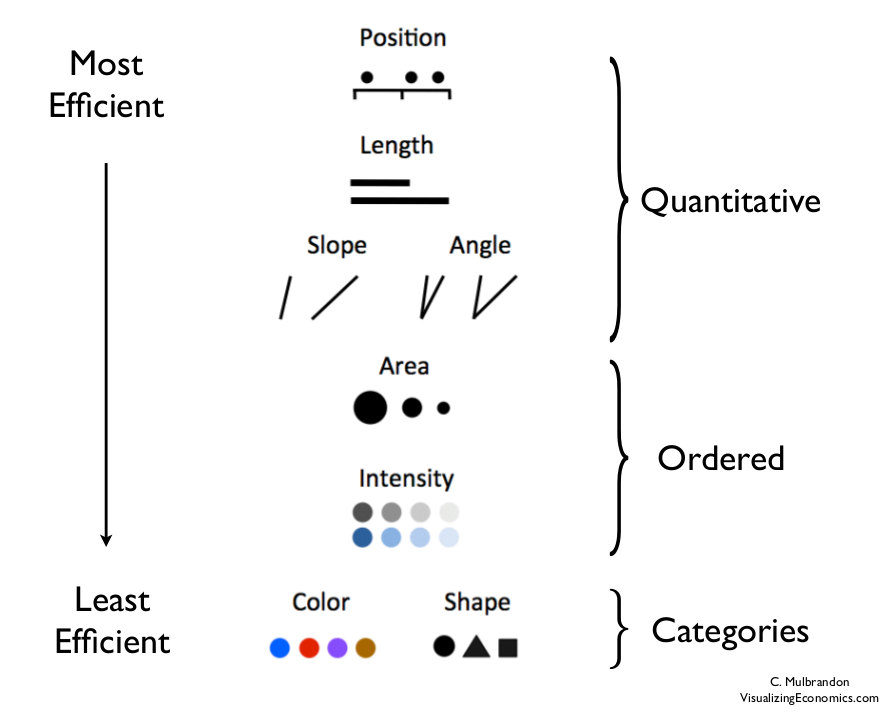 Most
Efficient
Position
Length
Slope
Angle
Quantitative
Area
Intensity
Ordered
Least
Efficient
Color
Shape
Categories
C. Mulbrandon
VisualizingEconomics.com